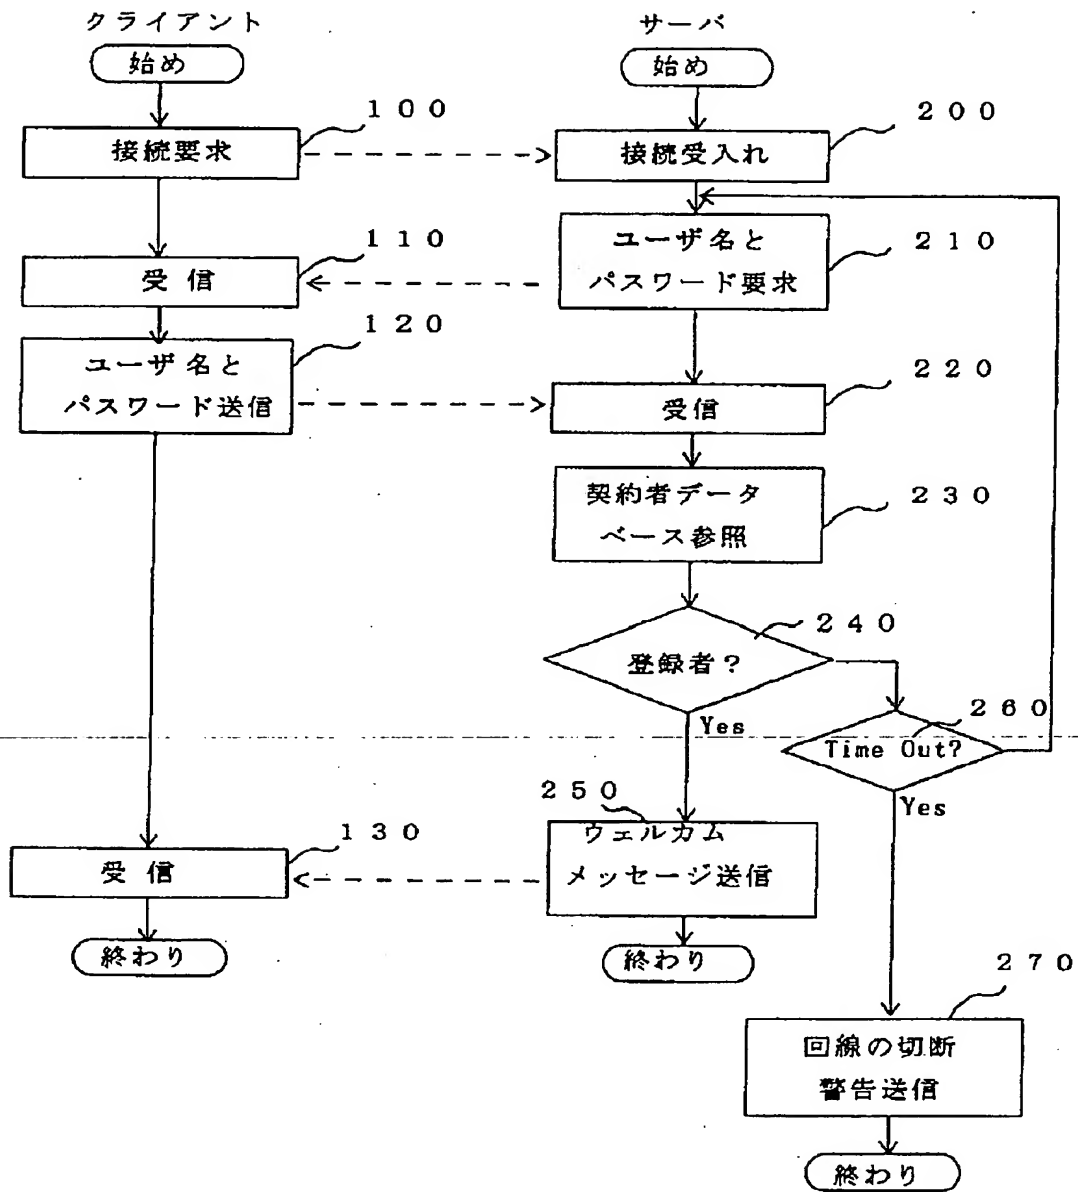 クライアント
サーバ
始め
始め
100
200
接続要求
接続受入れ
110
210
ユーザ名と
パスワード要求
受信
120
ユーザ名と
パスワード送信
220
受信
230
契約者データ
ベース参照
240
登録者?
Yes
260
Time Out?
Yes
250
ウェルカム
メッセージ送信
130
受信
終わり
終わり
270
回線の切断
警告送信
終わり